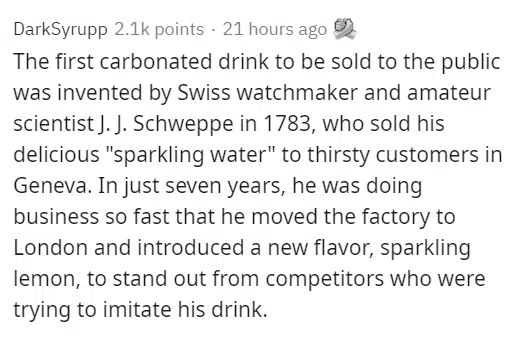 DarkSyrupp 2.1k points · 21 hours ago
The first carbonated drink to be sold to the public
was invented by Swiss watchmaker and amateur
scientist J. J. Schweppe in 1783, who sold his
delicious "sparkling water" to thirsty customers in
Geneva. In just seven years, he was doing
business so fast that he moved the factory to
London and introduced a new flavor, sparkling
lemon, to stand out from competitors who were
trying to imitate his drink.